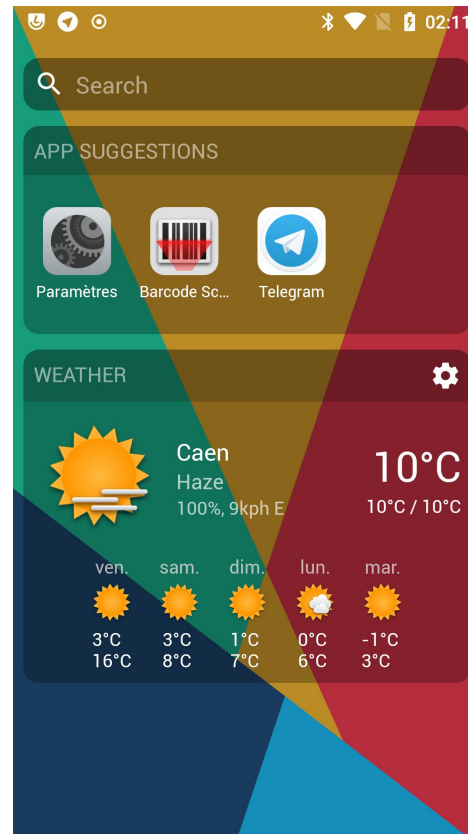 02:11
Search
APP SUGGESTIONS
Paramètres
Barcode Sc...
Telegram
WEATHER
Caen
Haze
100%, 9kph E
10°C
10°C / 10°C
ven. sam. dim. lun. mar.
3°C 3°C 1°C 0°C -1°C
16°C 8°C 7°C 6°C 3°C